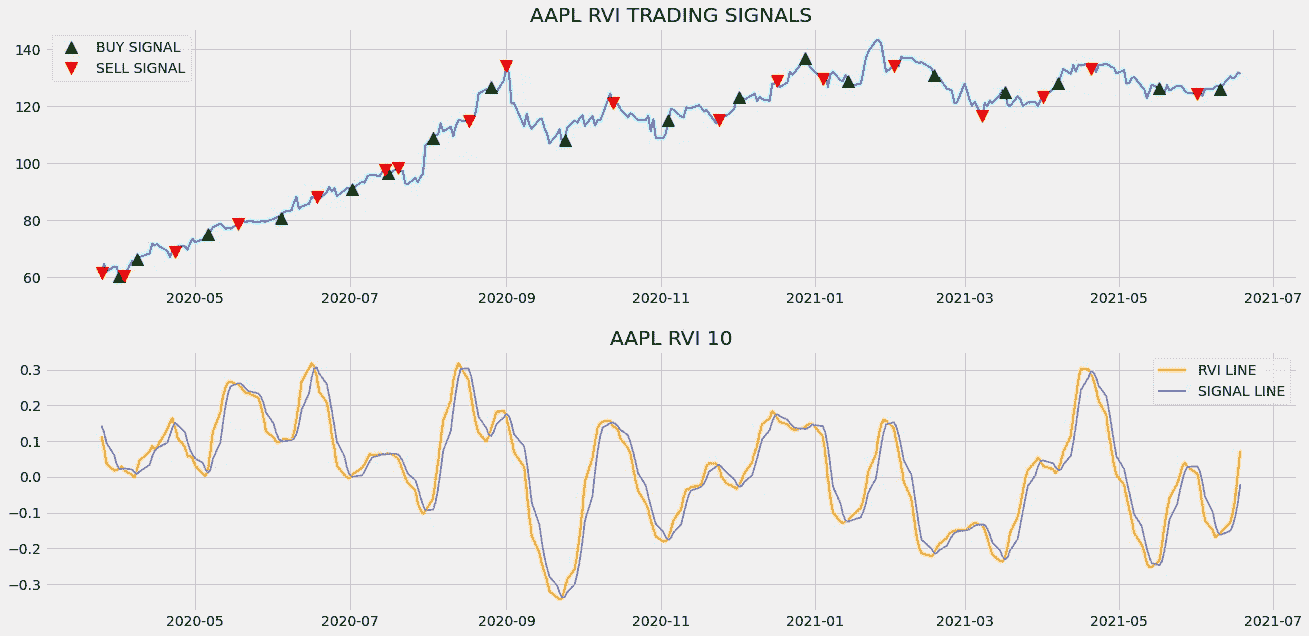 AAPL RVI TRADING SIGNALS
BUY SIGNAL
SELL SIGNAL
140
120
100
80
60
2020-05 2020-07 2020-09 2020-11 2021-01 2021-03 2021-05 2021-07
AAPL RVI 10
RVI LINE
SIGNAL LINE
0.3
0.2
0.1
0.0
−0.1
−0.2
−0.3
2020-05 2020-07 2020-09 2020-11 2021-01 2021-03 2021-05 2021-07